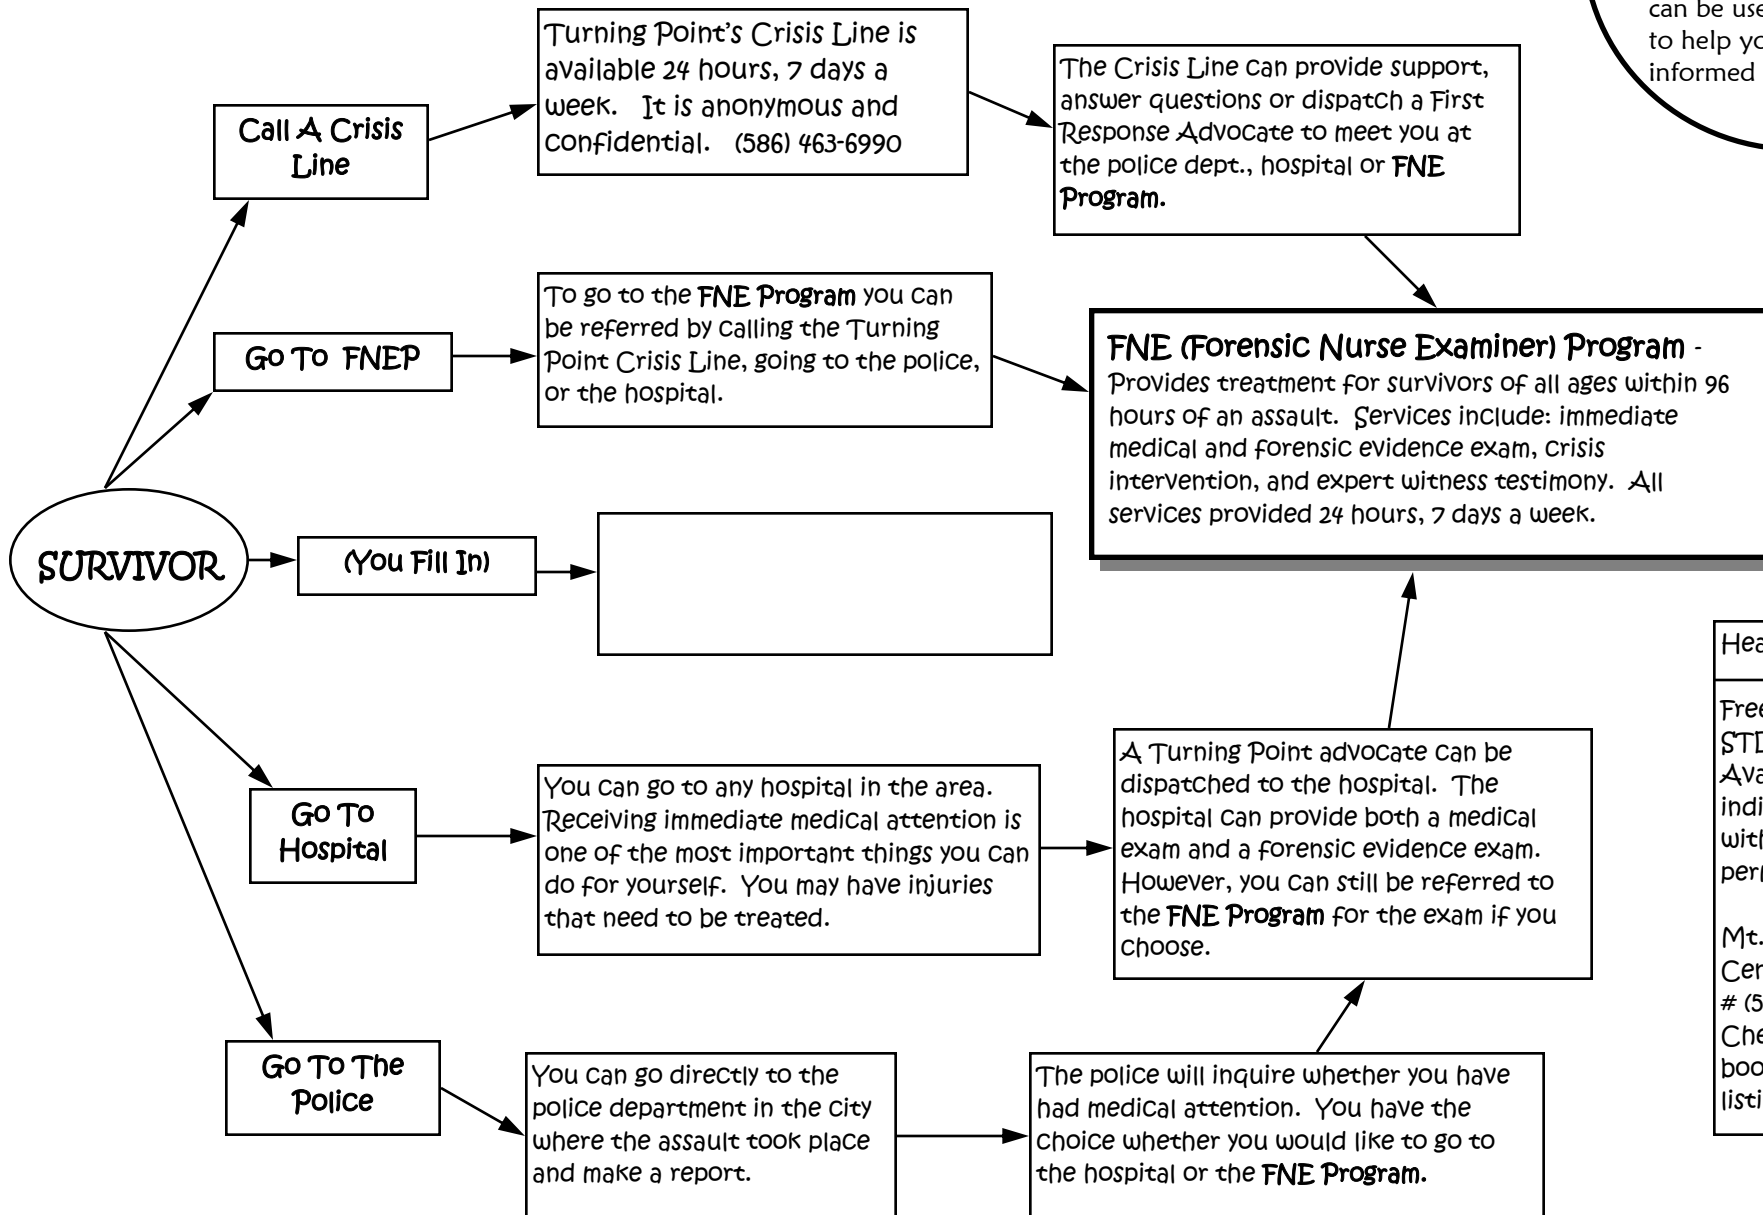 can be use
to help yo
informed
Turning Point's Crisis Line is
available 24 hours, 7 days a
week. It is anonymous and
confidential. (586) 463-6990
The Crisis Line can provide support,
answer questions or dispatch a First
Response Advocate to meet you at
the police dept., hospital or FNE
Program.
Call A Crisis
Line
To go to the FNE Program you can
be referred by calling the Turning
Point Crisis Line, going to the police,
or the hospital.
Go To FNEP
FNE (Forensic Nurse Examiner) Program -
Provides treatment for survivors of all ages within 96
hours of an assault. Services include: immediate
medical and forensic evidence exam, crisis
intervention, and expert witness testimony. All
services provided 24 hours, 7 days a week.
SURVIVOR
(You Fill In)
Hea
Free
STD
Ava
indi
with
per
Mt.
Cen
# (5
Che
boo
listi
Go To
Hospital
You can go to any hospital in the area.
Receiving immediate medical attention is
one of the most important things you can
do for yourself. You may have injuries
that need to be treated.
A Turning Point advocate can be
dispatched to the hospital. The
hospital can provide both a medical
exam and a forensic evidence exam.
However, you can still be referred to
the FNE Program for the exam if you
choose.
Go To The
Police
You can go directly to the
police department in the city
where the assault took place
and make a report.
The police will inquire whether you have
had medical attention. You have the
choice whether you would like to go to
the hospital or the FNE Program.